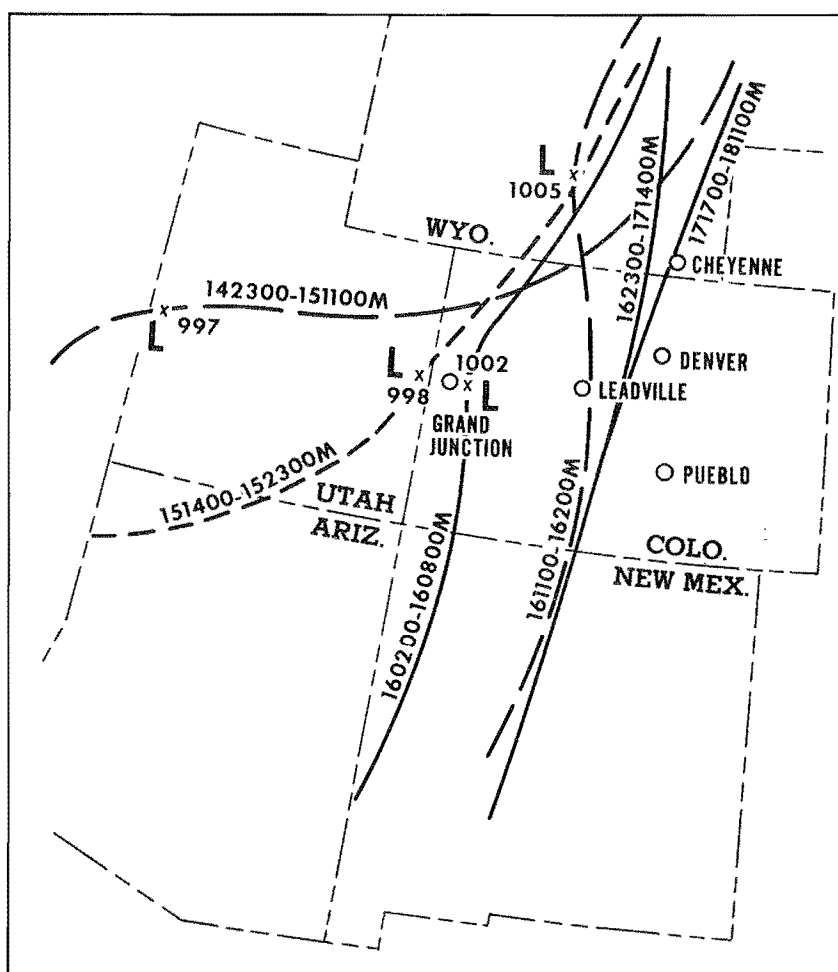 L
1005
WYO.
162300-171400M
171700-181100M
CHEYENNE
142300-151100M
L
997
L
998
1002
L
GRAND
JUNCTION
LEADVILLE
DENVER
PUEBLO
151400-152300M
UTAH
ARIZ.
160200-160800M
161100-16200M
COLO.
NEW MEX.